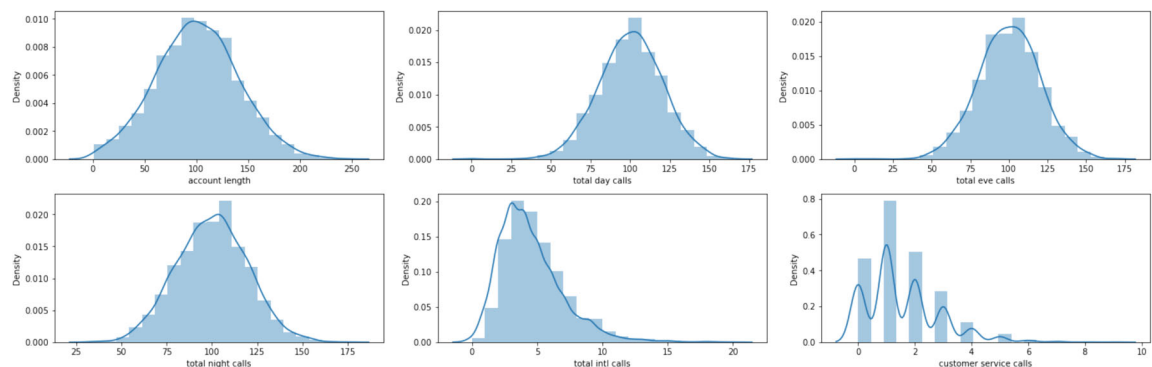 Density
0.010
0.008
0.006
0.004
0.002
0.000
0 50 100 150 200 250
account length
Density
0.020
0.015
0.010
0.005
0.000
0 25 50 75 100 125 150 175
total day calls
Density
0.020
0.015
0.010
0.005
0.000
0 25 50 75 100 125 150 175
total eve calls
Density
0.020
0.015
0.010
0.005
0.000
25 50 75 100 125 150 175
total night calls
Density
0.20
0.15
0.10
0.05
0.00
0 5 10 15 20
total intl calls
Density
0.8
0.6
0.4
0.2
0.0
0 2 4 6 8 10
customer service calls